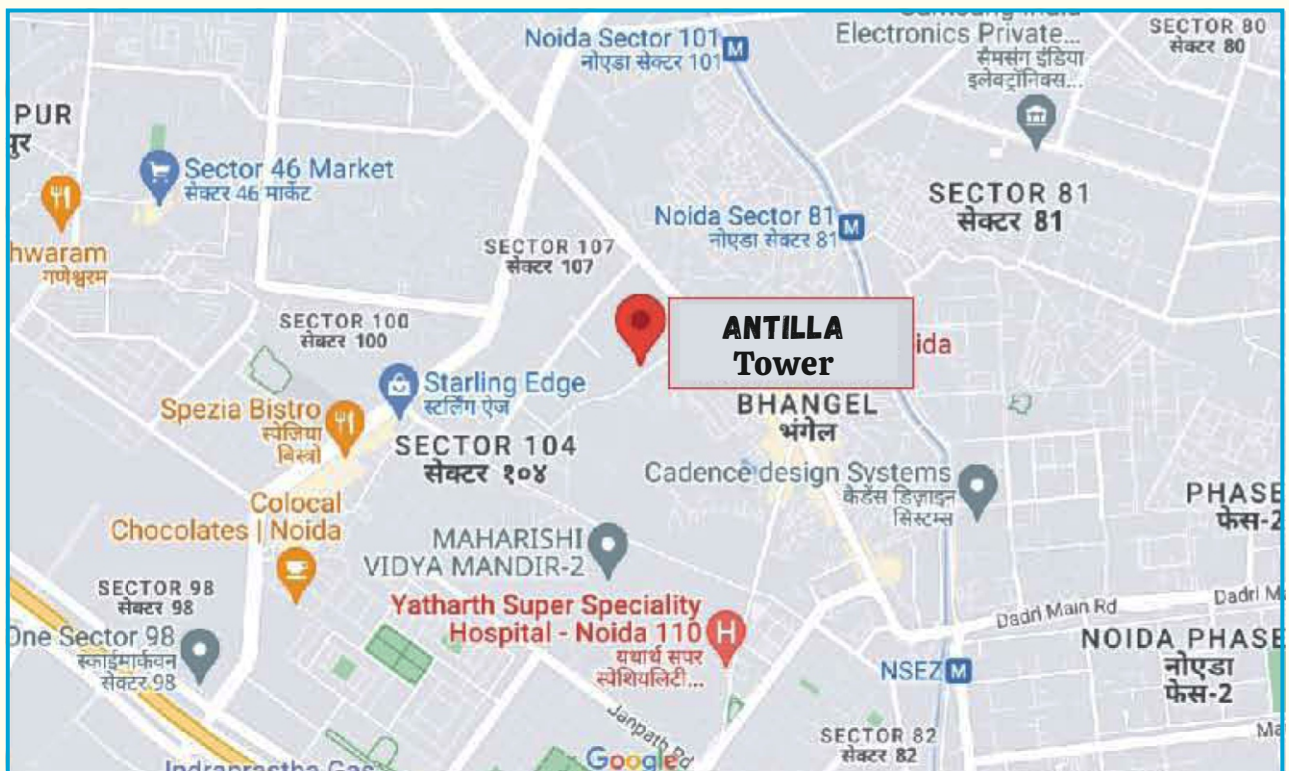 Electronics Private...
सैमसंग इंडिया
इलेक्ट्रॉनिक्स...
SECTOR 80
सेक्टर 80
Noida Sector 101
नोएडा सेक्टर 101
M
PUR
पुर
Sector 46 Market
सेक्टर 46 मार्केट
SECTOR 81
सेक्टर 81
Noida Sector 81
नोएडा सेक्टर 81
M
hwaram
गणेश्वरम
SECTOR 107
सेक्टर 107
SECTOR 100
सेक्टर 100
ANTILLA
Tower
ida
Starling Edge
स्टर्लिंग ऐज
Spezia Bistro
स्पेजिया
बिस्त्रो
BHANGEL
भंगेल
SECTOR 104
सेक्टर १०४
Cadence design Systems
कैडेंस डिज़ाइन
सिस्टम्स
PHASE
फेस-2
Colocal
Chocolates | Noida
MAHARISHI
VIDYA MANDIR-2
SECTOR 98
सेक्टर 98
Yatharth Super Speciality
Hospital - Noida 110
यथार्थ सपर
स्पेशियलिटी...
H
Dadri Main Rd
Dadri M
One Sector 98
स्काईमार्कवन
सेक्टर 98
NOIDA PHASE
नोएडा
फेस-2
NSEZ
M
Janpath Rd
SECTOR 82
सेक्टर 82
Ma
Google
Indraprastha Gas